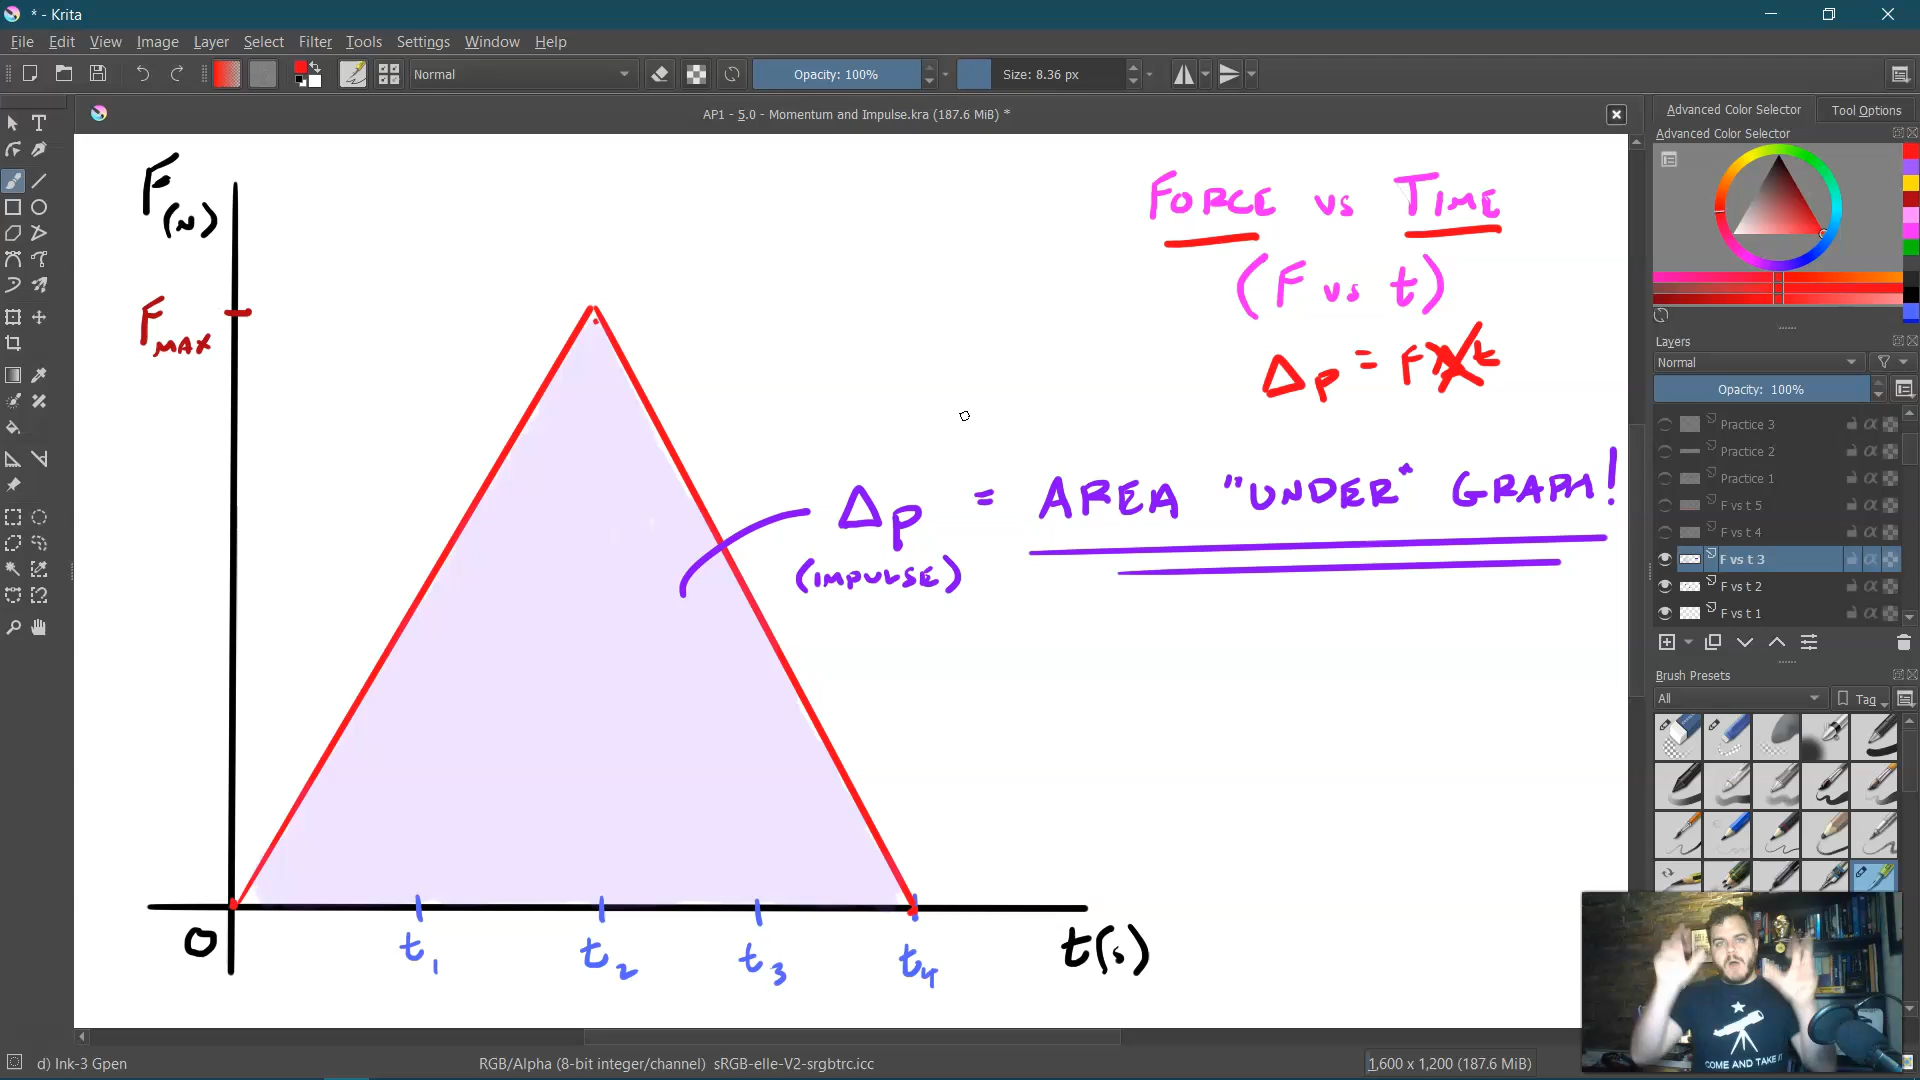 * - Krita
File Edit View Image Layer Select Filter Tools Settings Window Help
Normal Opacity: 100% Size: 8.36 px
AP1 - 5.0 - Momentum and Impulse.kra (187.6 MiB) *
Advanced Color Selector Tool Options
Advanced Color Selector
F
(N)
F MAX
FORCE vs TIME
(F vs t)
Δp = F t
Δp = AREA "UNDER" GRAPH!
(IMPULSE)
0 t1 t2 t3 t4 t(s)
Layers
Normal
Opacity: 100%
Practice 3
Practice 2
Practice 1
F vs t 5
F vs t 4
F vs t 3
F vs t 2
F vs t 1
Brush Presets
All Tag
COME AND TAKE IT
d) Ink-3 Gpen RGB/Alpha (8-bit integer/channel) sRGB-elle-V2-srgbtrc.icc 1,600 x 1,200 (187.6 MiB)